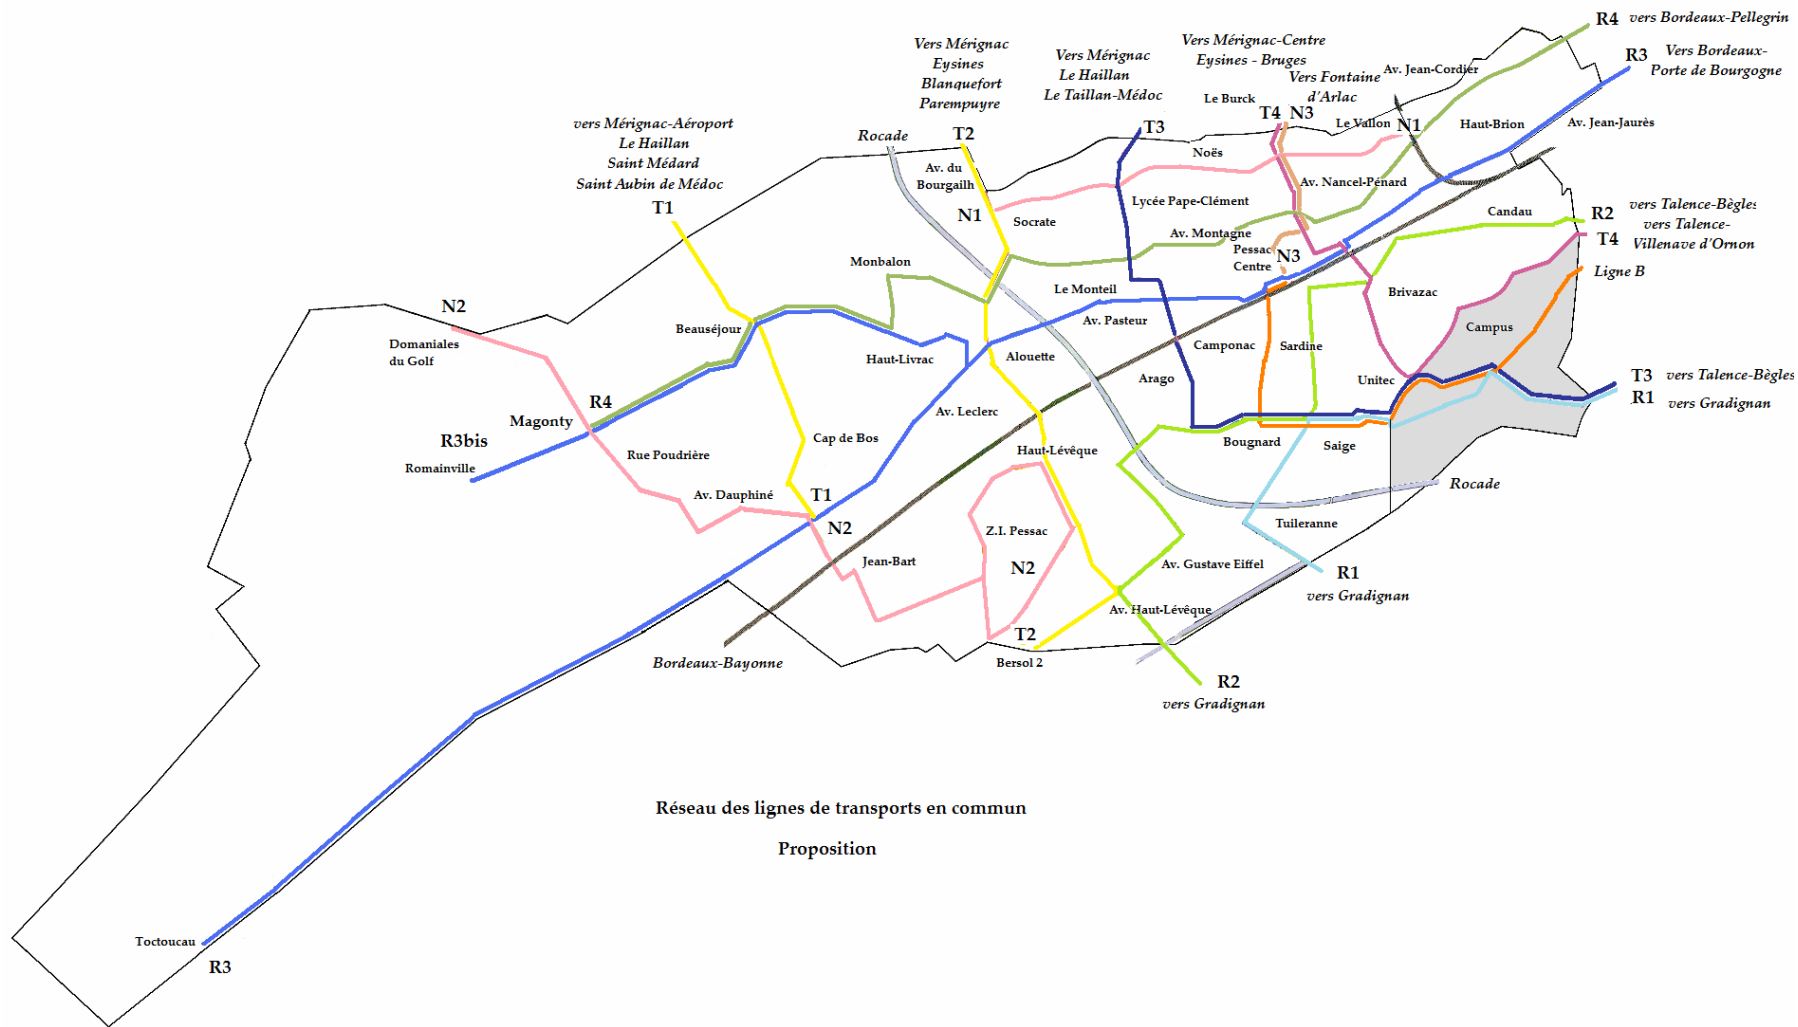 R4 vers Bordeaux-Pellegrin
R3 Vers Bordeaux-
Porte de Bourgogne
Vers Mérignac-Centre
Eysines - Bruges
Vers Mérignac
Eysines
Blanquefort
Parempuyre
Vers Mérignac
Le Haillan
Le Taillan-Médoc
Vers Fontaine
d'Arlac
Av. Jean-Cordier
Le Burck
T4 N3
Le Vallon N1
Haut-Brion
Av. Jean-Jaurès
vers Mérignac-Aéroport
Le Haillan
Saint Médard
Saint Aubin de Médoc
T1
Rocade
T2
T3
Noës
Av. du
Bourgailh
N1
Socrate
Lycée Pape-Clément
Av. Nancel-Pénard
Av. Montagne
Candau
R2 vers Talence-Bègles
vers Talence-
Villenave d'Ornon
T4
Ligne B
Pessac
Centre
N3
Monbalon
Le Monteil
Av. Pasteur
Brivazac
Campus
N2
Domaniales
du Golf
Beauséjour
Haut-Livrac
Alouette
Camponac
Sardine
Arago
Unitec
T3 vers Talence-Bègles
R1 vers Gradignan
R4
Magonty
R3bis
Romainville
Av. Leclerc
Cap de Bos
Rue Poudrière
Haut-Lévêque
Bougnard
Saige
Rocade
Av. Dauphiné
T1
N2
Z.I. Pessac
Tuileranne
Jean-Bart
N2
Av. Gustave Eiffel
R1
vers Gradignan
Av. Haut-Lévêque
T2
Bersol 2
Bordeaux-Bayonne
R2
vers Gradignan
Réseau des lignes de transports en commun
Proposition
Toctoucau
R3